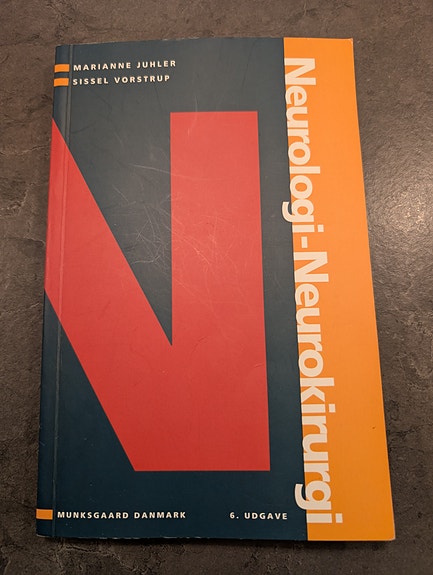 MARIANNE JUHLER
SISSEL VORSTRUP
Neurologi-Neurokirurgi
MUNKSGAARD DANMARK
6. UDGAVE